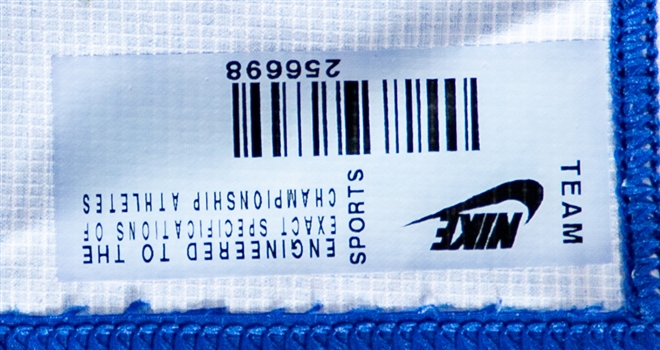 TEAM
NIKE
SPORTS
ENGINEERED TO THE
EXACT SPECIFICATIONS OF
CHAMPIONSHIP ATHLETES
256698